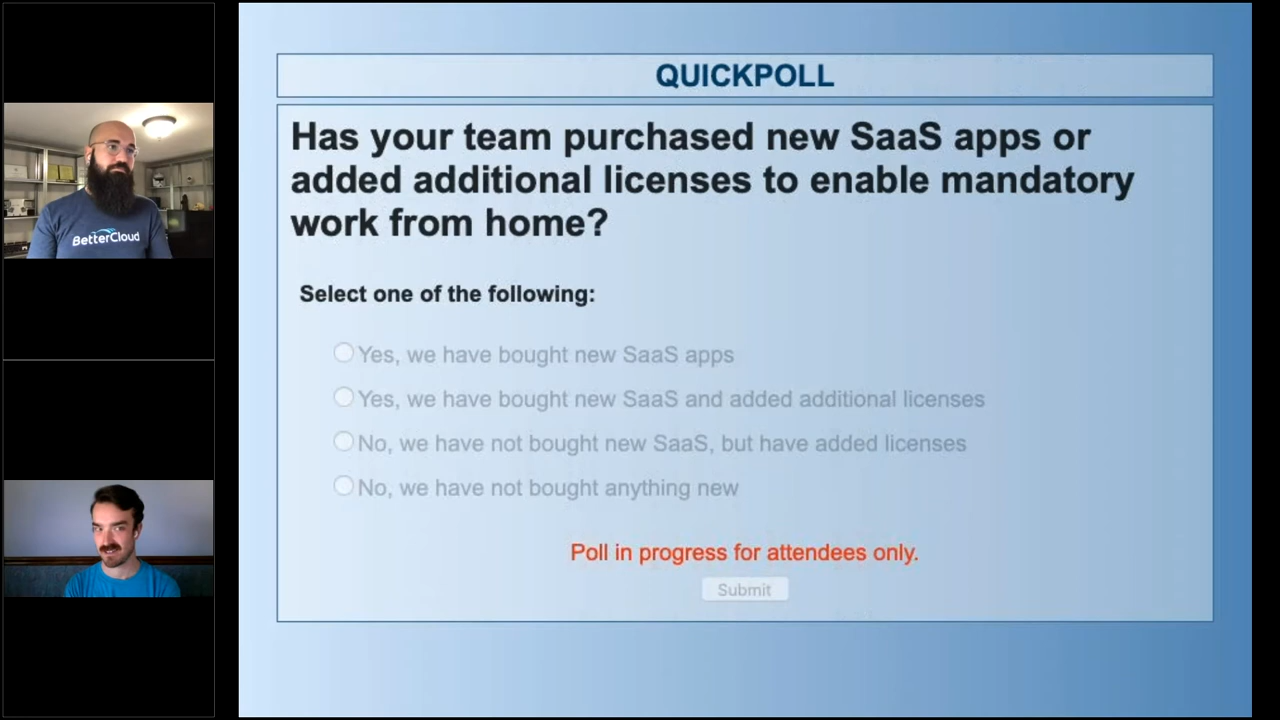 BetterCloud
QUICKPOLL
Has your team purchased new SaaS apps or
added additional licenses to enable mandatory
work from home?
Select one of the following:
Yes, we have bought new SaaS apps
Yes, we have bought new SaaS and added additional licenses
No, we have not bought new SaaS, but have added licenses
No, we have not bought anything new
Poll in progress for attendees only.
Submit